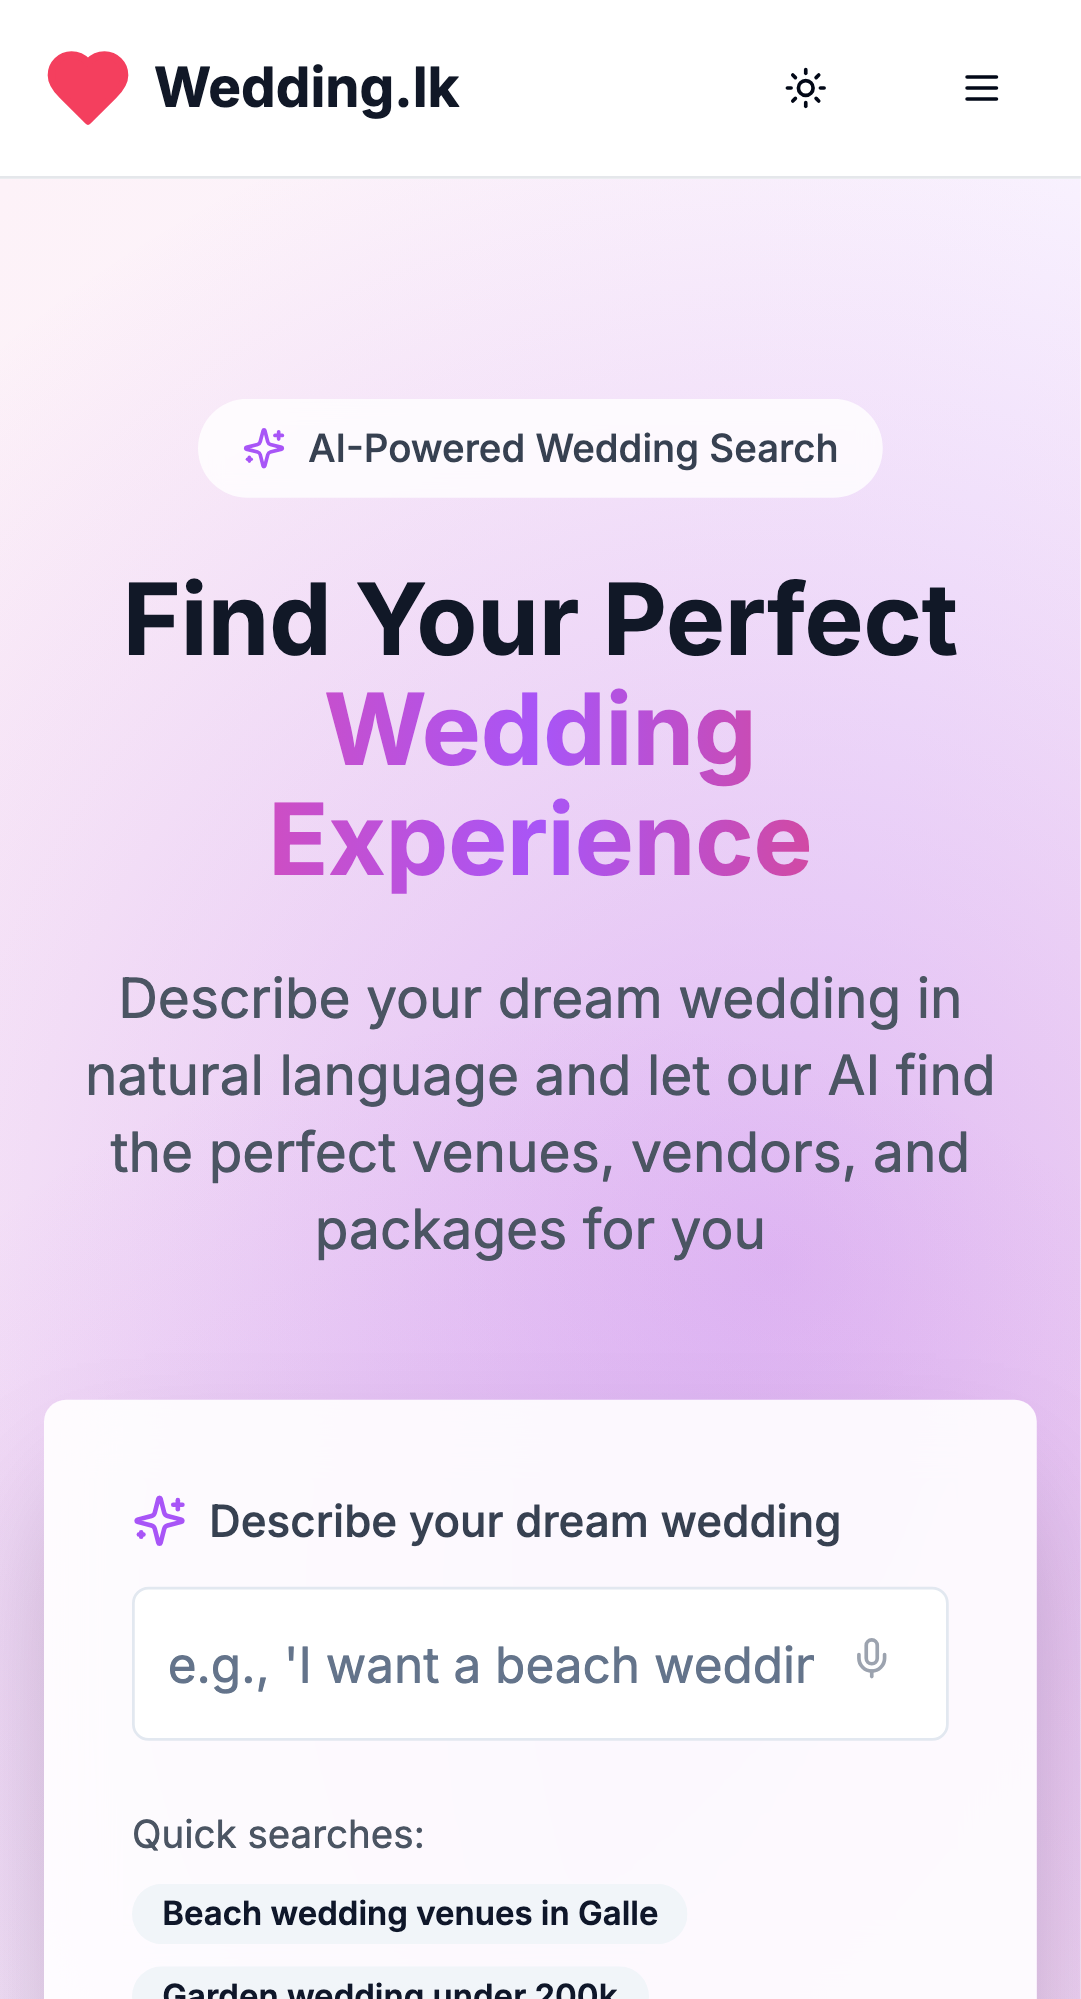 Wedding.lk
AI-Powered Wedding Search
Find Your Perfect
Wedding
Experience
Describe your dream wedding in
natural language and let our AI find
the perfect venues, vendors, and
packages for you
Describe your dream wedding
e.g., 'I want a beach weddin
Quick searches:
Beach wedding venues in Galle
Garden wedding under 200k